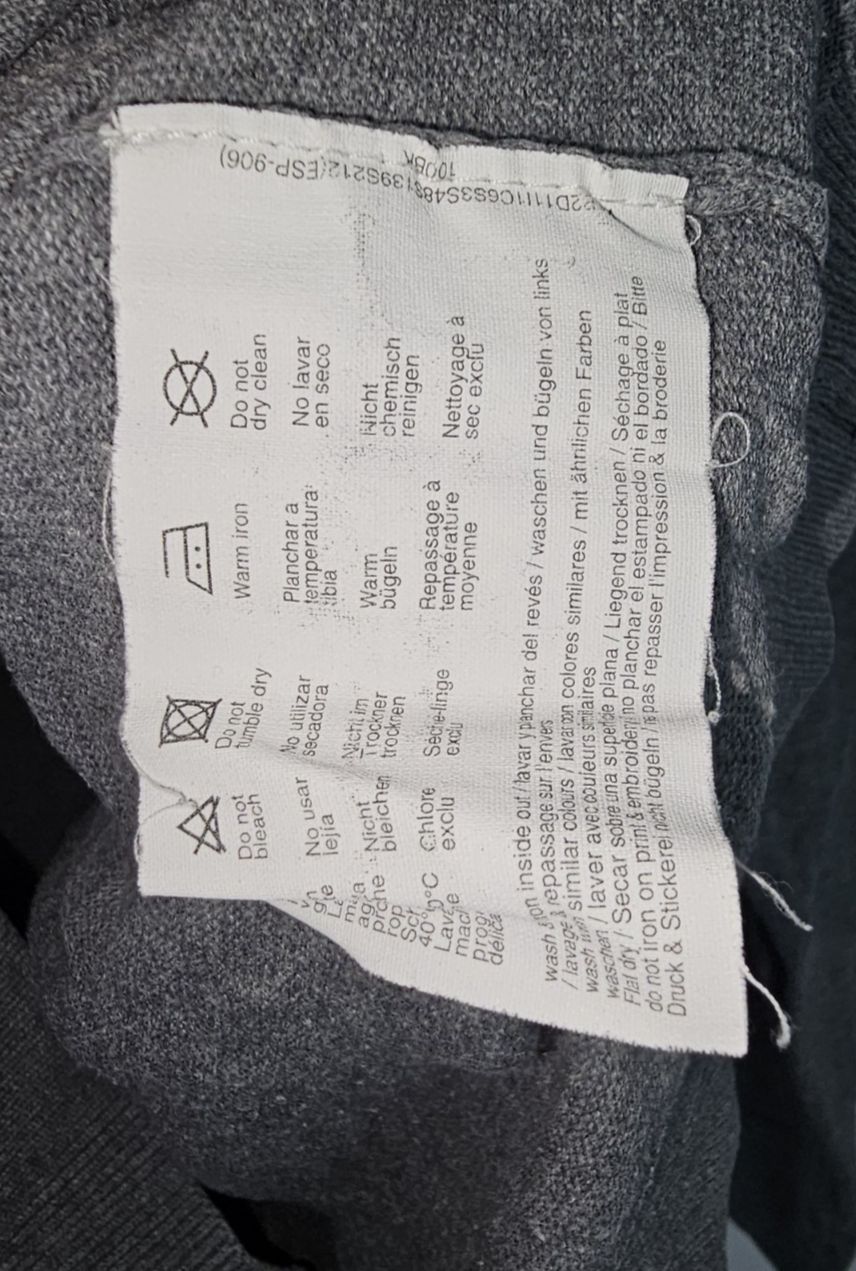 Do not
bleach
No usar
lejía
Nicht
bleichen
Chlore
exclu
Do not
tumble dry
No utilizar
secadora
Nicht im
Trockner
trocknen
Sèche-linge
exclu
Warm iron
Planchar a
temperatura
tibia
Warm
bügeln
Repassage à
température
moyenne
Do not
dry clean
No lavar
en seco
Nicht
chemisch
reinigen
Nettoyage à
sec exclu
wash & iron inside out / lavar y planchar del revés / waschen und bügeln von links
/ lavage & repassage sur l'envers
wash with similar colours / lavar con colores similares / mit ähnlichen Farben
waschen / laver avec couleurs similaires
Flat dry / Secar sobre una superficie plana / Liegend trocknen / Séchage à plat
do not iron on print & embroidery / no planchar el estampado ni el bordado / Bitte
Druck & Stickerei nicht bügeln / ne pas repasser l'impression & la broderie
139S212(ESP-906)
100BK